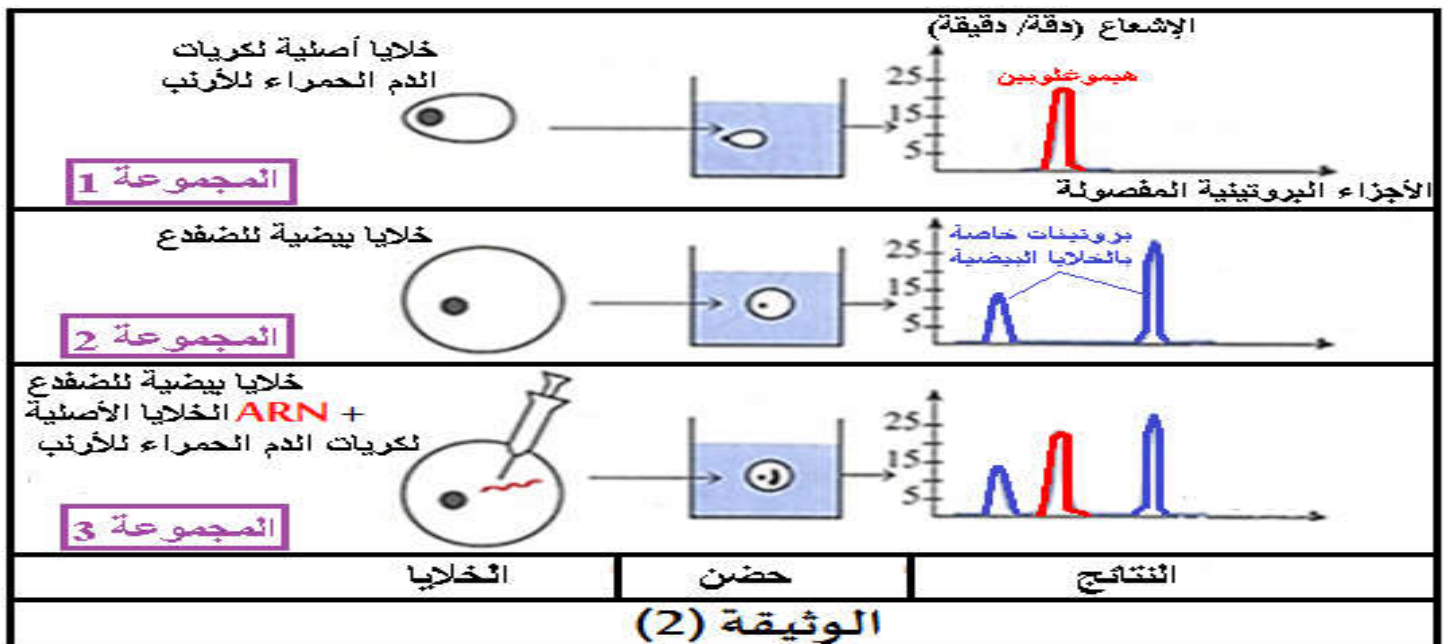 خلايا أصلية لكريات
الدم الحمراء للأرنب
المجموعة 1
الإشعاع (دقة/ دقيقة)
هيموغلوبين
25
15
5
الأجزاء البروتينية المفصولة
خلايا بيضية للضفدع
المجموعة 2
بروتينات خاصة
بالخلايا البيضية
25
15
5
خلايا بيضية للضفدع
+ ARN الخلايا الأصلية
لكريات الدم الحمراء للأرنب
المجموعة 3
25
15
5
الخلايا
حضن
النتائج
الوثيقة (2)